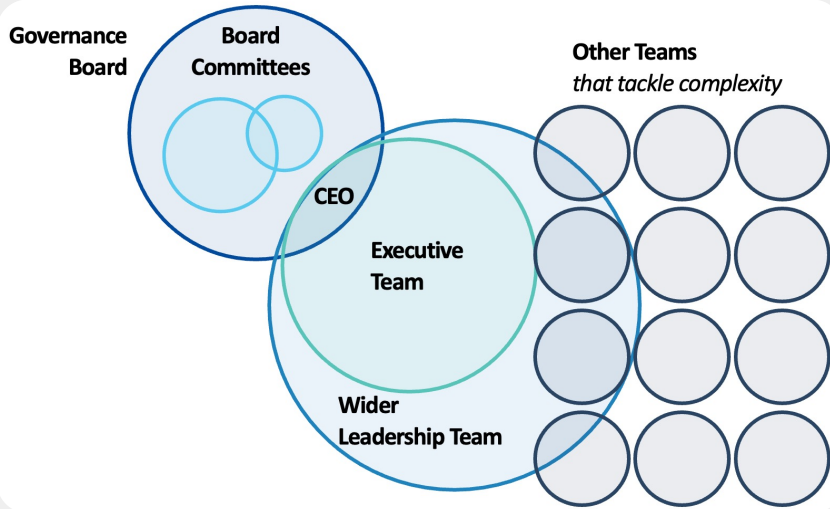 Governance
Board
Board
Committees
Other Teams
that tackle complexity
CEO
Executive
Team
Wider
Leadership Team